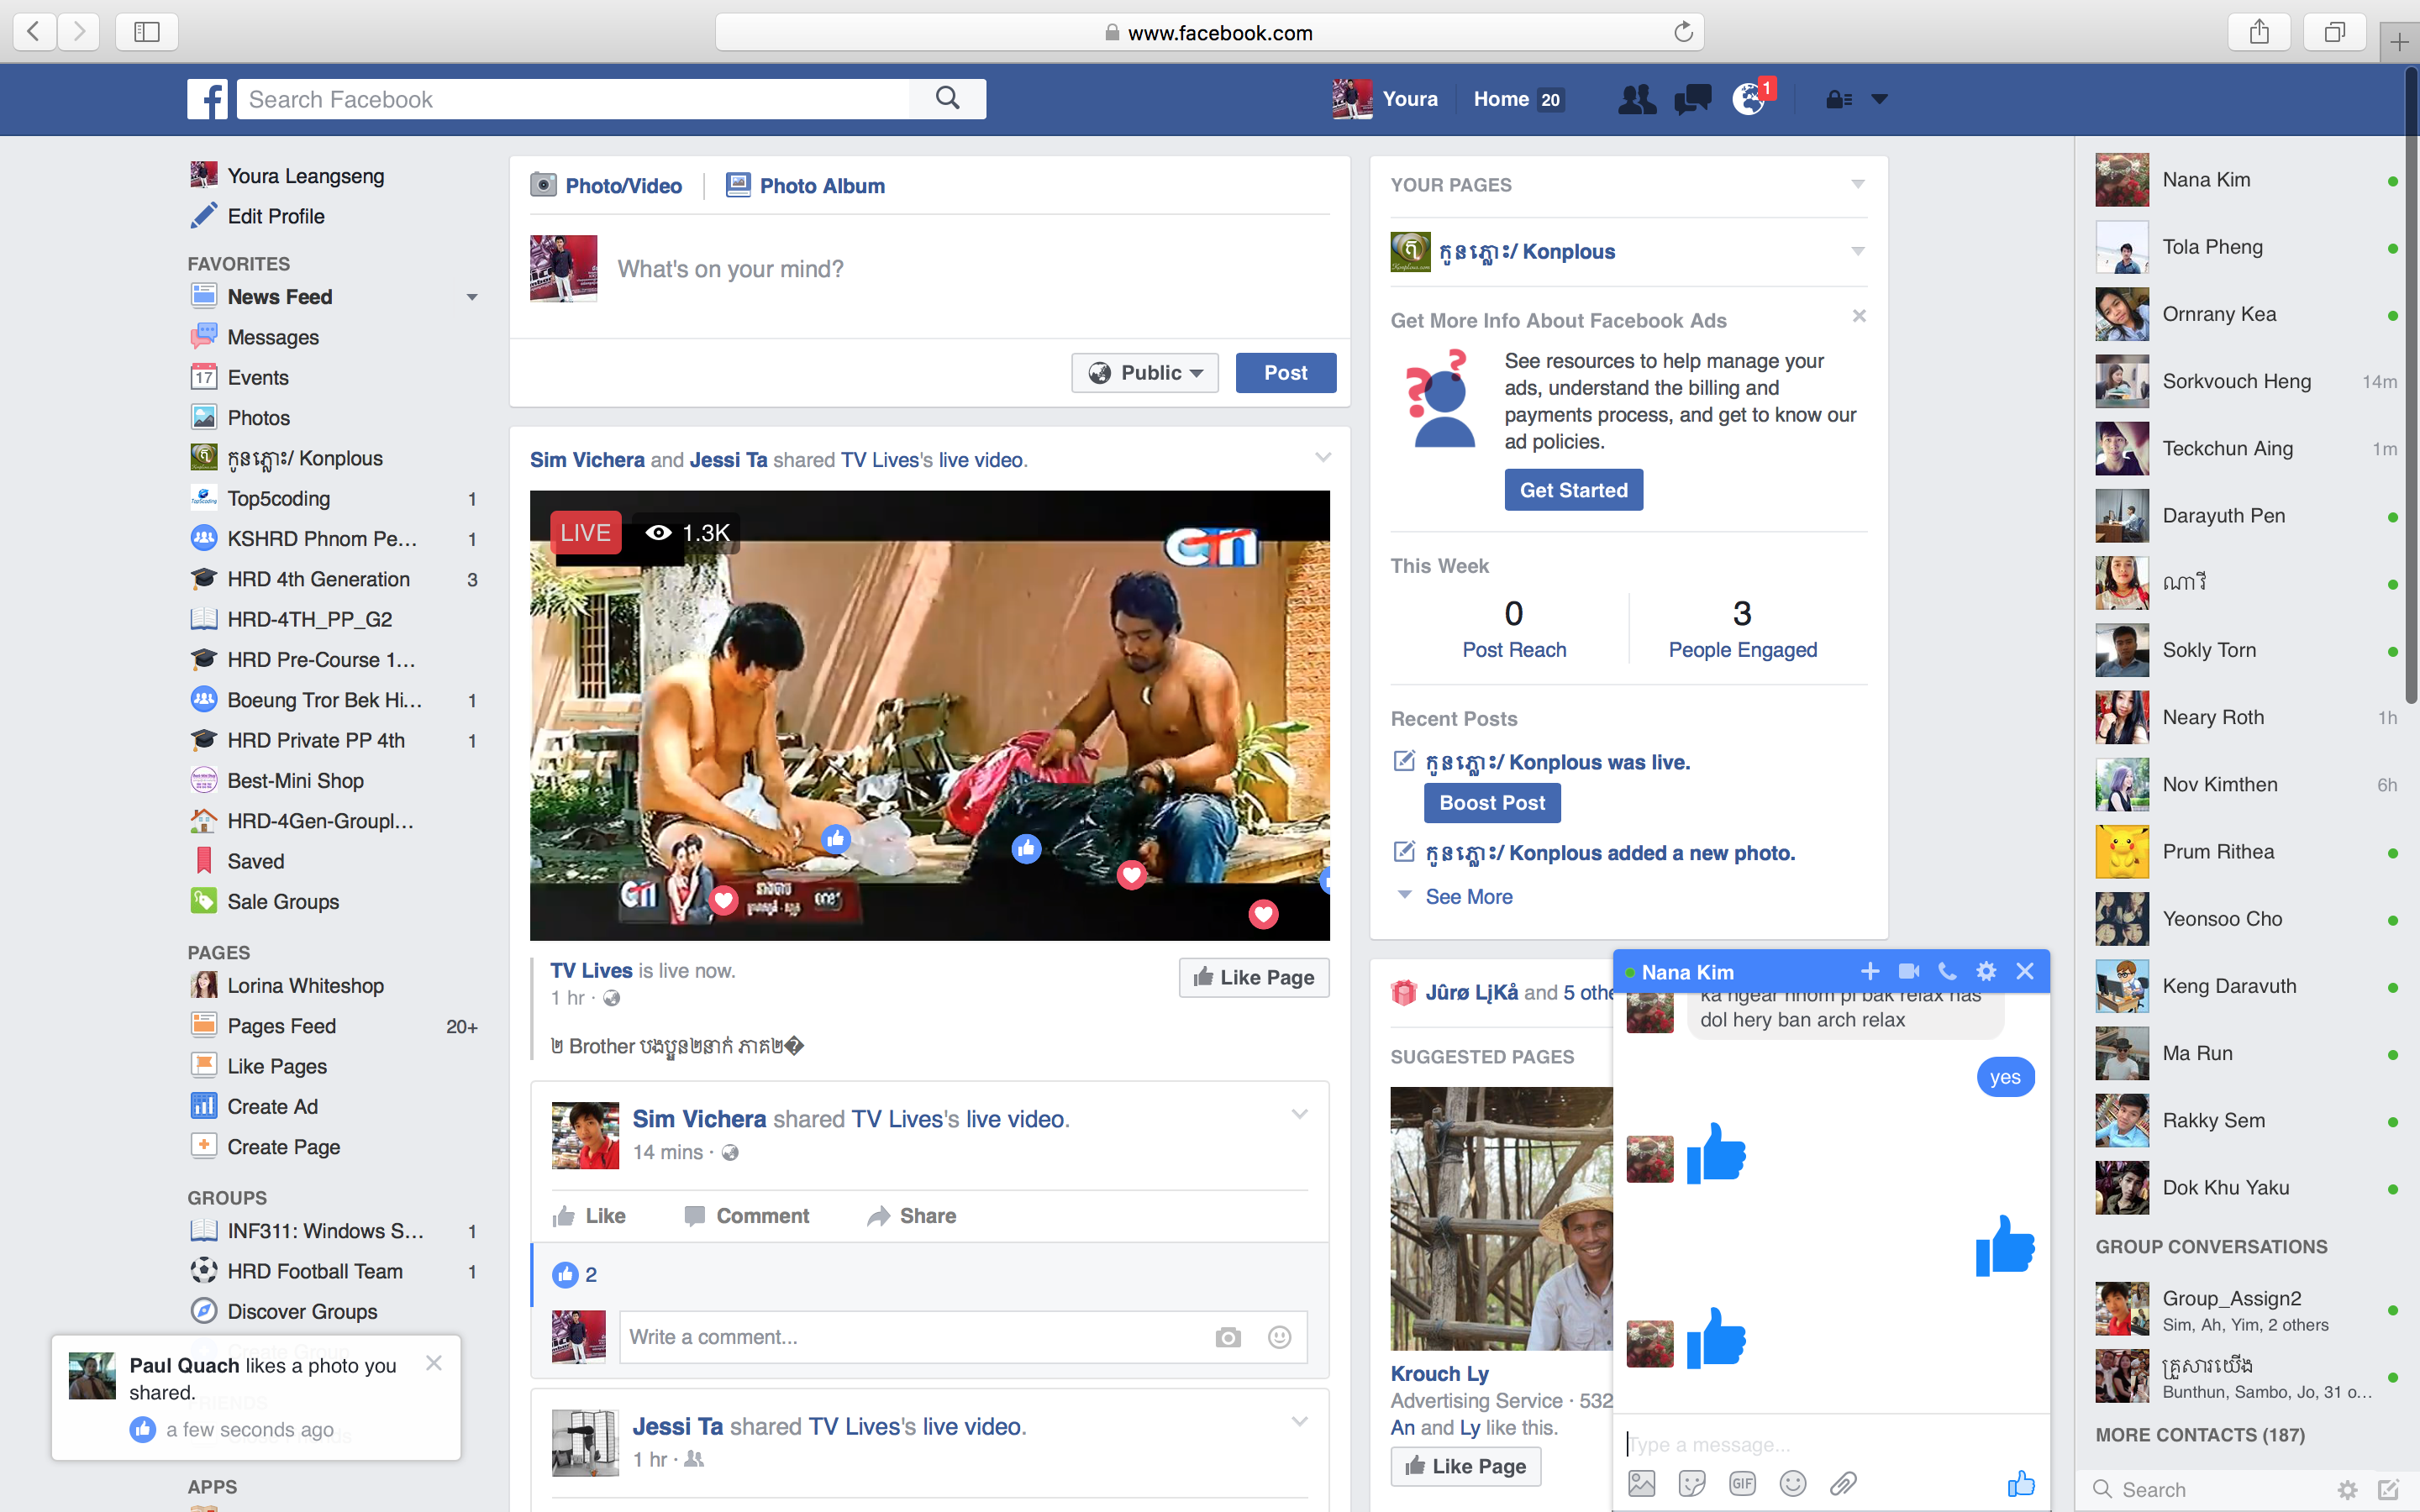 www.facebook.com
Search Facebook
Youra
Home 20
1
Youra Leangseng
Edit Profile
FAVORITES
News Feed
Messages
17 Events
Photos
កូនភ្លោះ/ Konplous
Top5coding 1
KSHRD Phnom Pe... 1
HRD 4th Generation 3
HRD-4TH_PP_G2
HRD Pre-Course 1...
Boeung Tror Bek Hi... 1
HRD Private PP 4th 1
Best-Mini Shop
HRD-4Gen-Groupl...
Saved
Sale Groups
PAGES
Lorina Whiteshop
Pages Feed 20+
Like Pages
Create Ad
Create Page
GROUPS
INF311: Windows S... 1
HRD Football Team 1
Discover Groups
Paul Quach likes a photo you
shared.
a few seconds ago
APPS
Photo/Video
Photo Album
What's on your mind?
Public
Post
Sim Vichera and Jessi Ta shared TV Lives's live video.
LIVE 1.3K
CTN
CTN
TV Lives is live now.
1 hr ·
Like Page
២ Brother បងប្អូន២នាក់ ភាគ២�
Sim Vichera shared TV Lives's live video.
14 mins ·
Like Comment Share
2
Write a comment...
Jessi Ta shared TV Lives's live video.
1 hr ·
YOUR PAGES
កូនភ្លោះ/ Konplous
Get More Info About Facebook Ads
See resources to help manage your
ads, understand the billing and
payments process, and get to know our
ad policies.
Get Started
This Week
0 3
Post Reach People Engaged
Recent Posts
កូនភ្លោះ/ Konplous was live.
Boost Post
កូនភ្លោះ/ Konplous added a new photo.
See More
Jûrø LįKå and 5 othe
SUGGESTED PAGES
Krouch Ly
Advertising Service · 532
An and Ly like this.
Like Page
Nana Kim
ka ngear nhom pi bak relax nas
dol hery ban arch relax
yes
Type a message...
GIF
Nana Kim
Tola Pheng
Ornrany Kea
Sorkvouch Heng 14m
Teckchun Aing 1m
Darayuth Pen
ណាវី
Sokly Torn
Neary Roth 1h
Nov Kimthen 6h
Prum Rithea
Yeonsoo Cho
Keng Daravuth
Ma Run
Rakky Sem
Dok Khu Yaku
GROUP CONVERSATIONS
Group_Assign2
Sim, Ah, Yim, 2 others
គ្រួសារយើង
Bunthun, Sambo, Jo, 31 o...
MORE CONTACTS (187)
Search